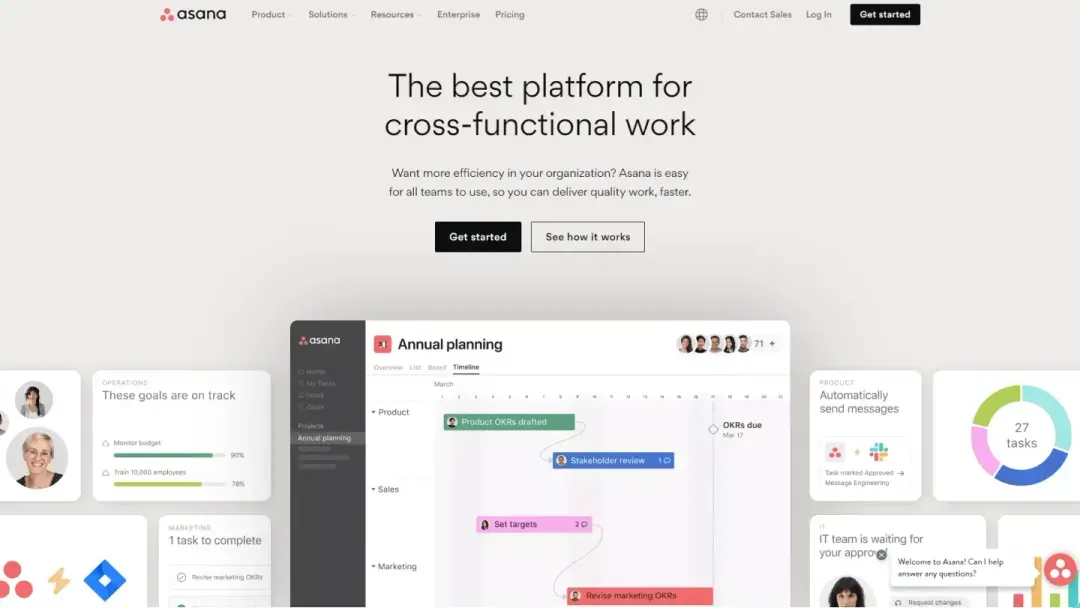 asana
Product
Solutions
Resources
Enterprise
Pricing
Contact Sales
Log In
Get started
The best platform for
cross-functional work
Want more efficiency in your organization? Asana is easy
for all teams to use, so you can deliver quality work, faster.
Get started
See how it works
asana
Home
My Tasks
Inbox
Goals
Projects
Annual planning
Annual planning
71 +
Overview
List
Board
Timeline
March
Product
Product OKRs drafted
Stakeholder review
1
OKRs due
Mar 17
Sales
Set targets
2
Marketing
Revise marketing OKRs
OPERATIONS
These goals are on track
Monitor budget
90%
Train 10,000 employees
78%
MARKETING
1 task to complete
Revise marketing OKRs
PRODUCT
Automatically
send messages
Task marked Approved →
Message Engineering
27
tasks
IT
IT team is waiting for
your approval
Welcome to Asana! Can I help
answer any questions?
Request changes